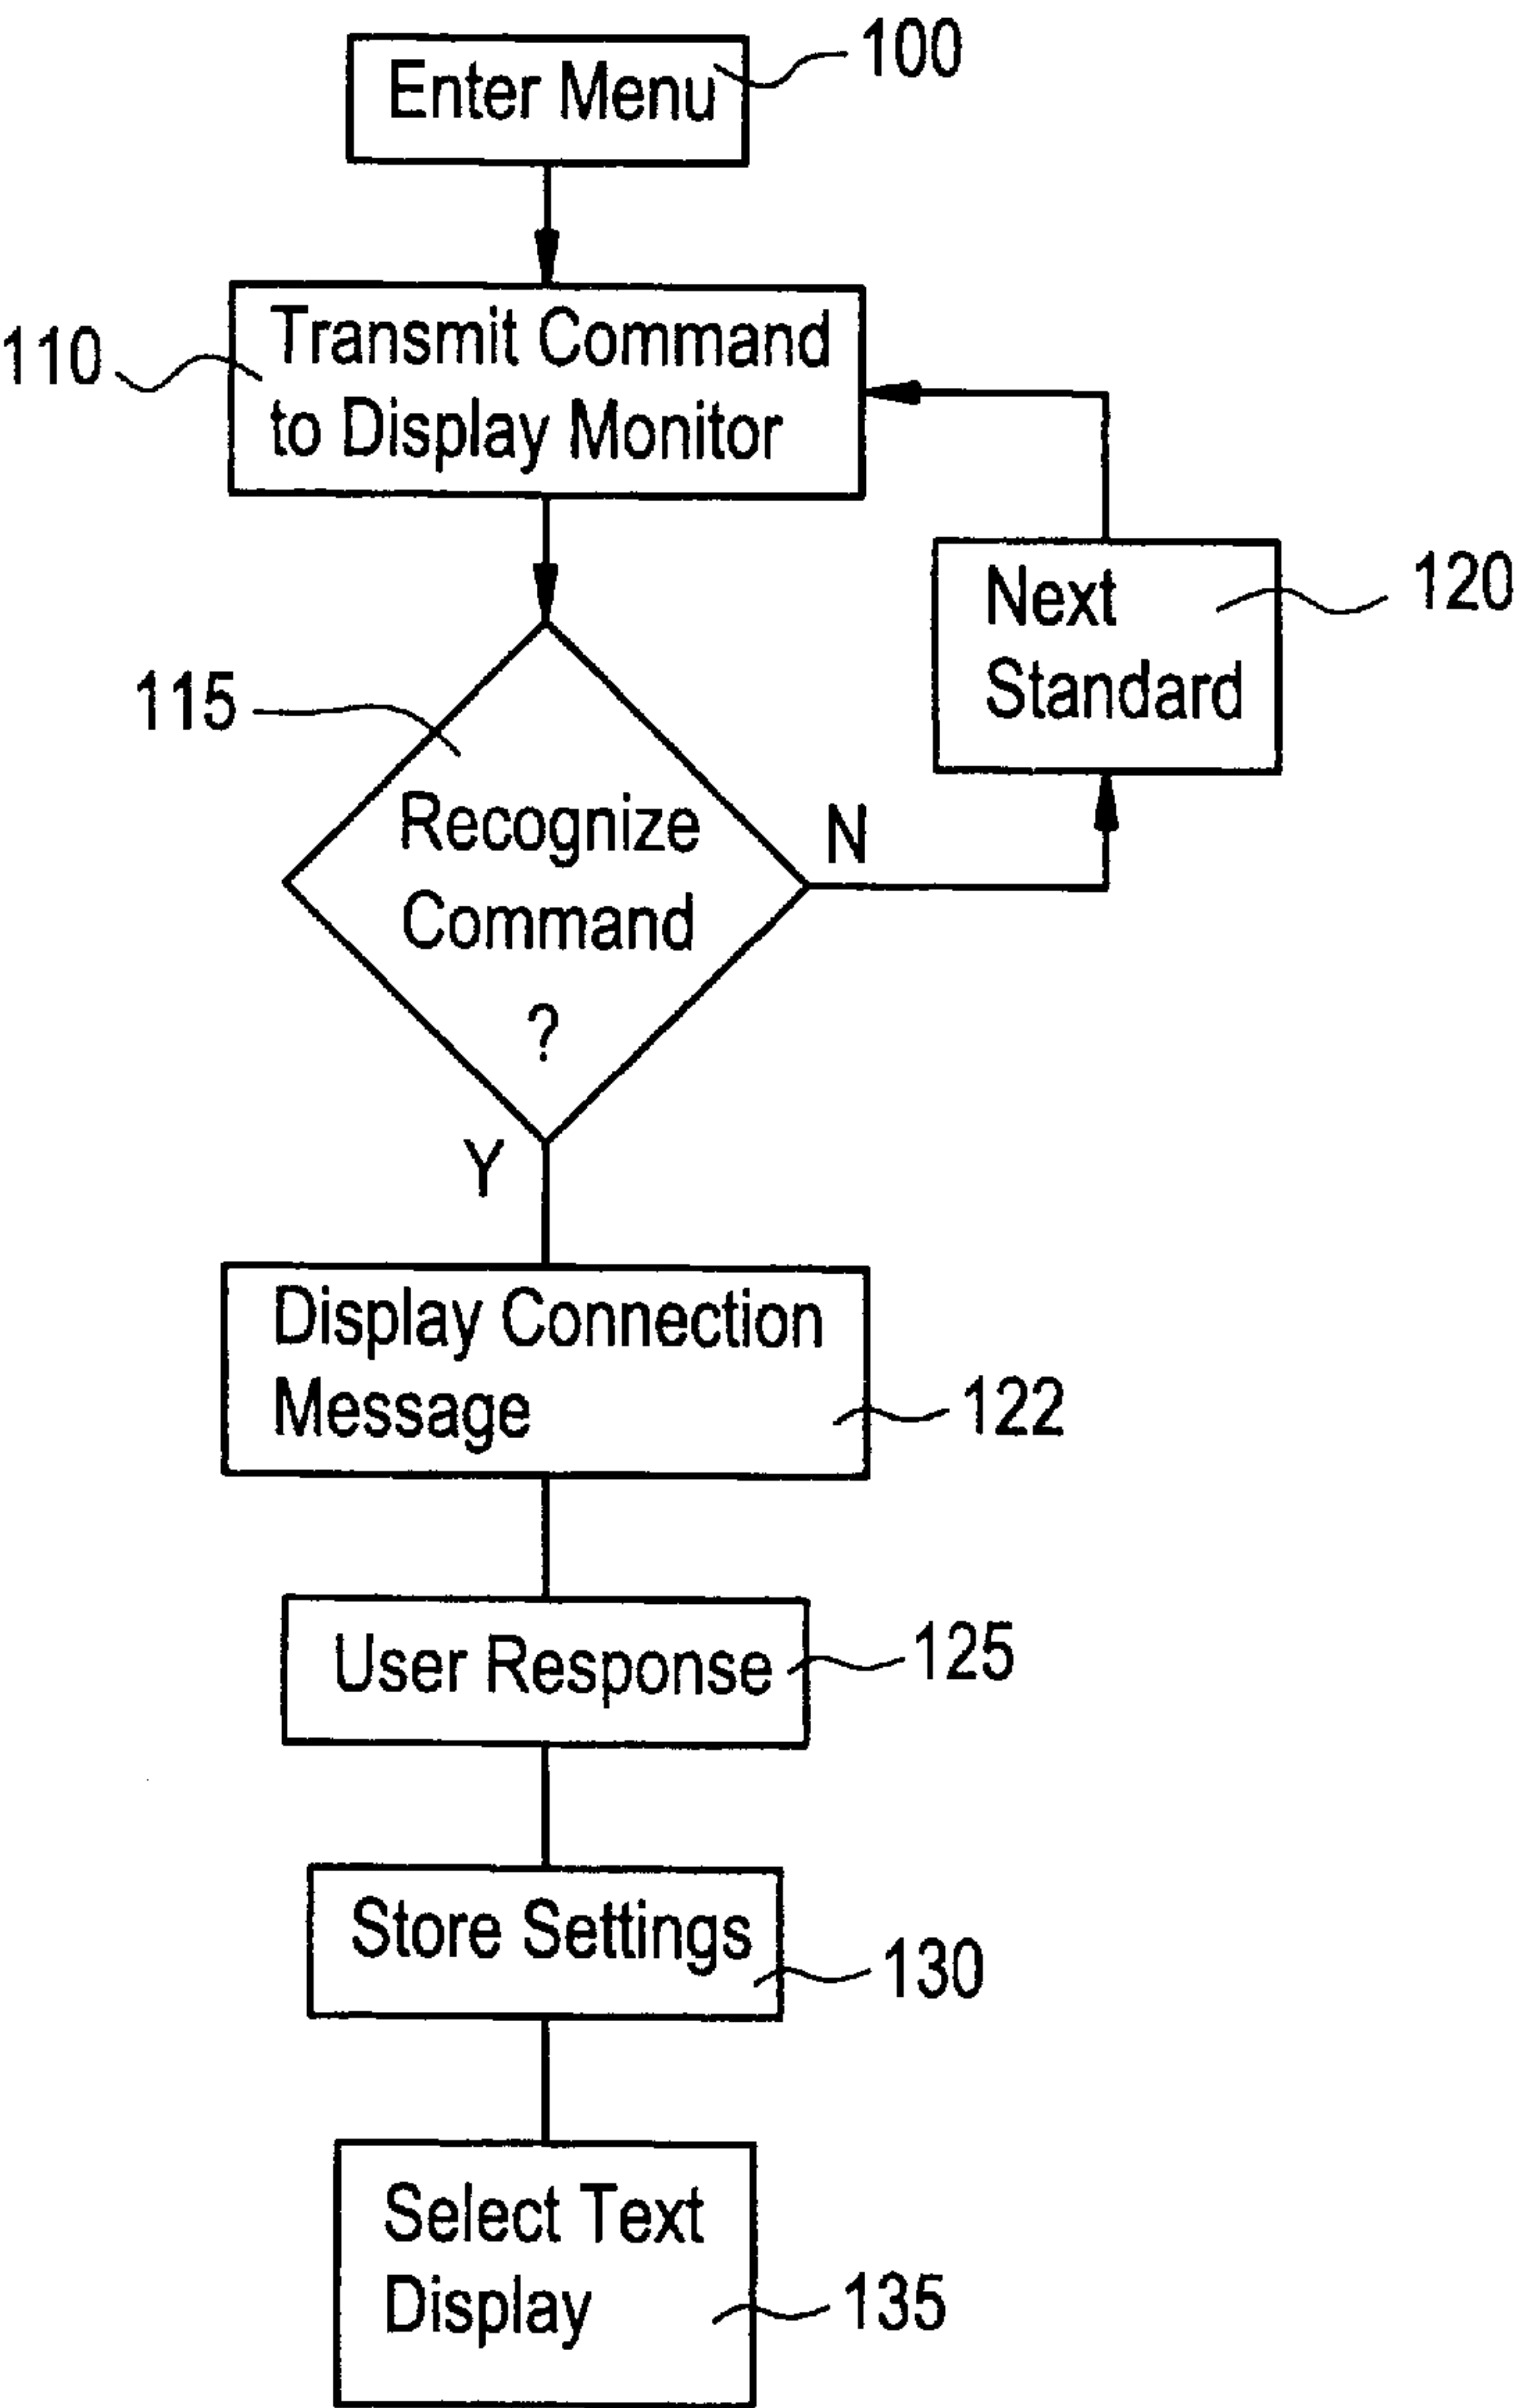 Enter Menu
100
Transmit Command
to Display Monitor
110
Next
Standard
120
115
Recognize
Command
?
N
Y
Display Connection
Message
122
User Response
125
Store Settings
130
Select Text
Display
135